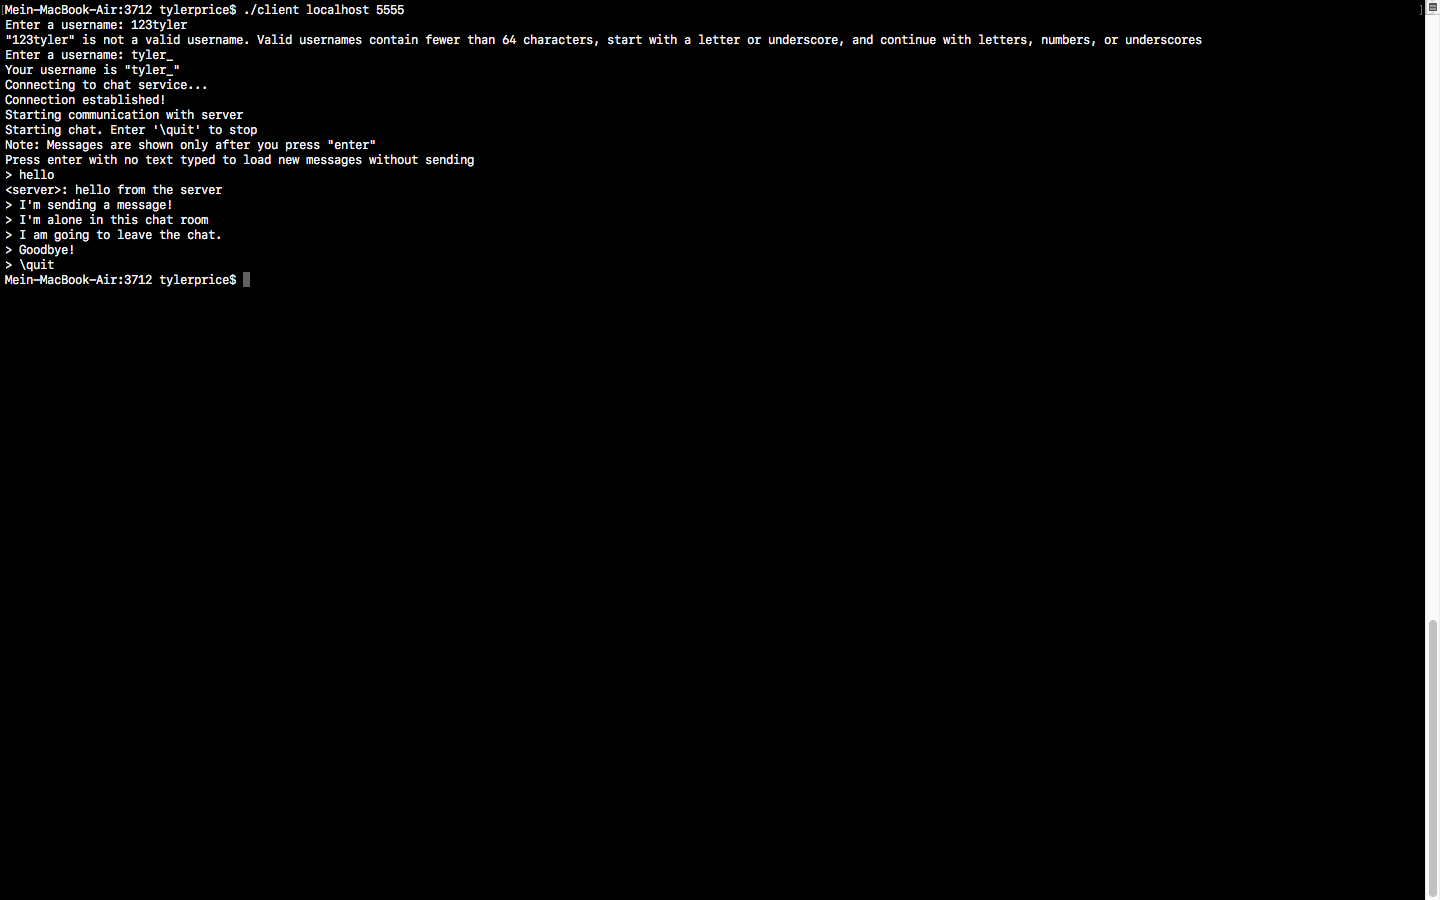 Mein-MacBook-Air:3712 tylerprice$ ./client localhost 5555
Enter a username: 123tyler
"123tyler" is not a valid username. Valid usernames contain fewer than 64 characters, start with a letter or underscore, and continue with letters, numbers, or underscores
Enter a username: tyler_
Your username is "tyler_"
Connecting to chat service...
Connection established!
Starting communication with server
Starting chat. Enter '\quit' to stop
Note: Messages are shown only after you press "enter"
Press enter with no text typed to load new messages without sending
> hello
<server>: hello from the server
> I'm sending a message!
> I'm alone in this chat room
> I am going to leave the chat.
> Goodbye!
> \quit
Mein-MacBook-Air:3712 tylerprice$